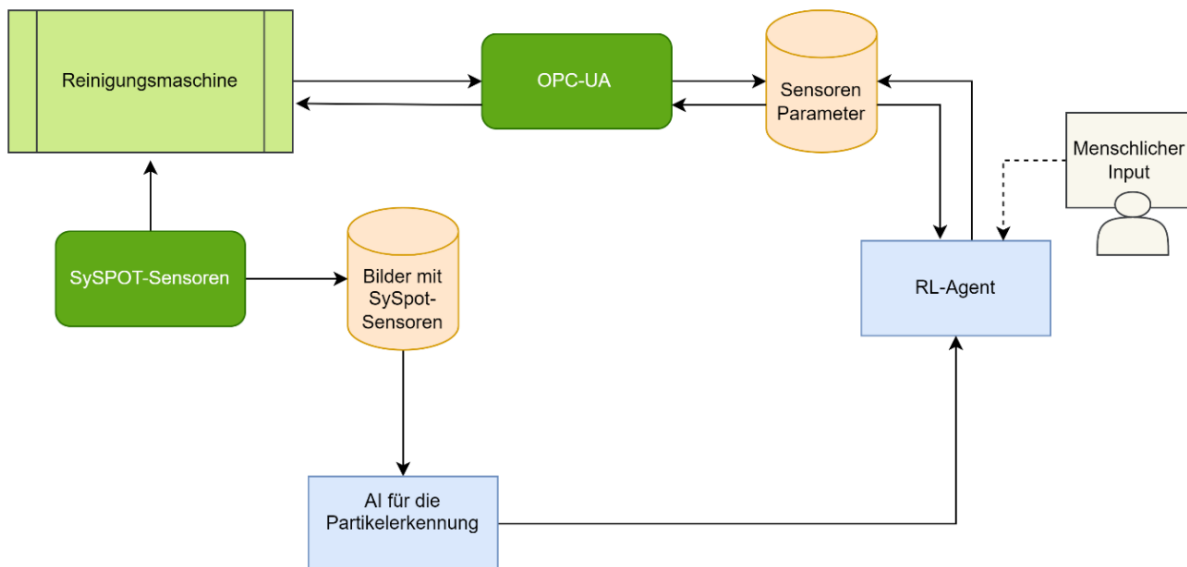 Reinigungsmaschine
OPC-UA
Sensoren
Parameter
Menschlicher
Input
SySPOT-Sensoren
Bilder mit
SySpot-
Sensoren
RL-Agent
AI für die
Partikelerkennung